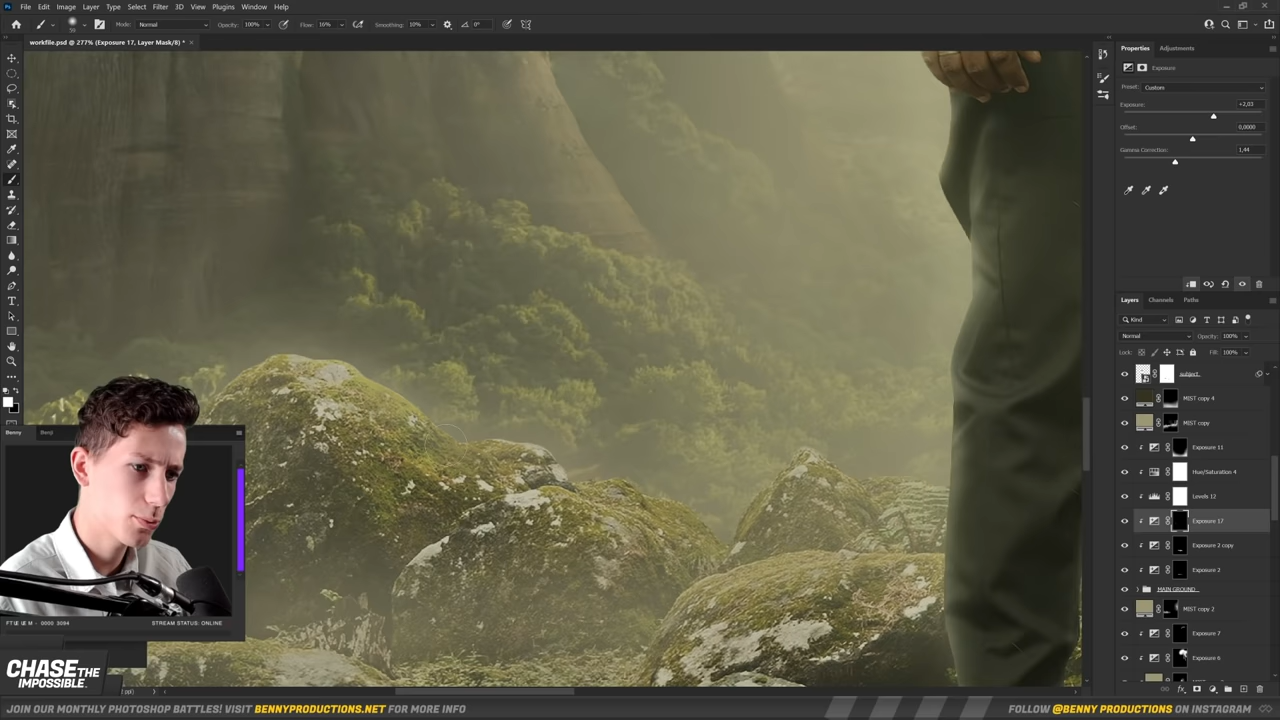 File Edit Image Layer Type Select Filter 3D View Plugins Window Help
Mode: Normal Opacity: 100% Flow: 16% Smoothing: 10% 0°
workfile.psd @ 277% (Exposure 17, Layer Mask/8) *
Properties Adjustments
Exposure
Preset: Custom
Exposure: +2,03
Offset: 0,0000
Gamma Correction: 1,44
Layers Channels Paths
Kind
Normal Opacity: 100%
Lock: Fill: 100%
subject
MIST copy 4
MIST copy
Exposure 11
Hue/Saturation 4
Levels 12
Exposure 17
Exposure 2 copy
Exposure 2
MAIN GROUND
MIST copy 2
Exposure 7
Exposure 6
Benny Benji
STREAM STATUS: ONLINE
CHASE THE
IMPOSSIBLE.
ppi)
JOIN OUR MONTHLY PHOTOSHOP BATTLES! VISIT BENNYPRODUCTIONS.NET FOR MORE INFO
FOLLOW @BENNY PRODUCTIONS ON INSTAGRAM